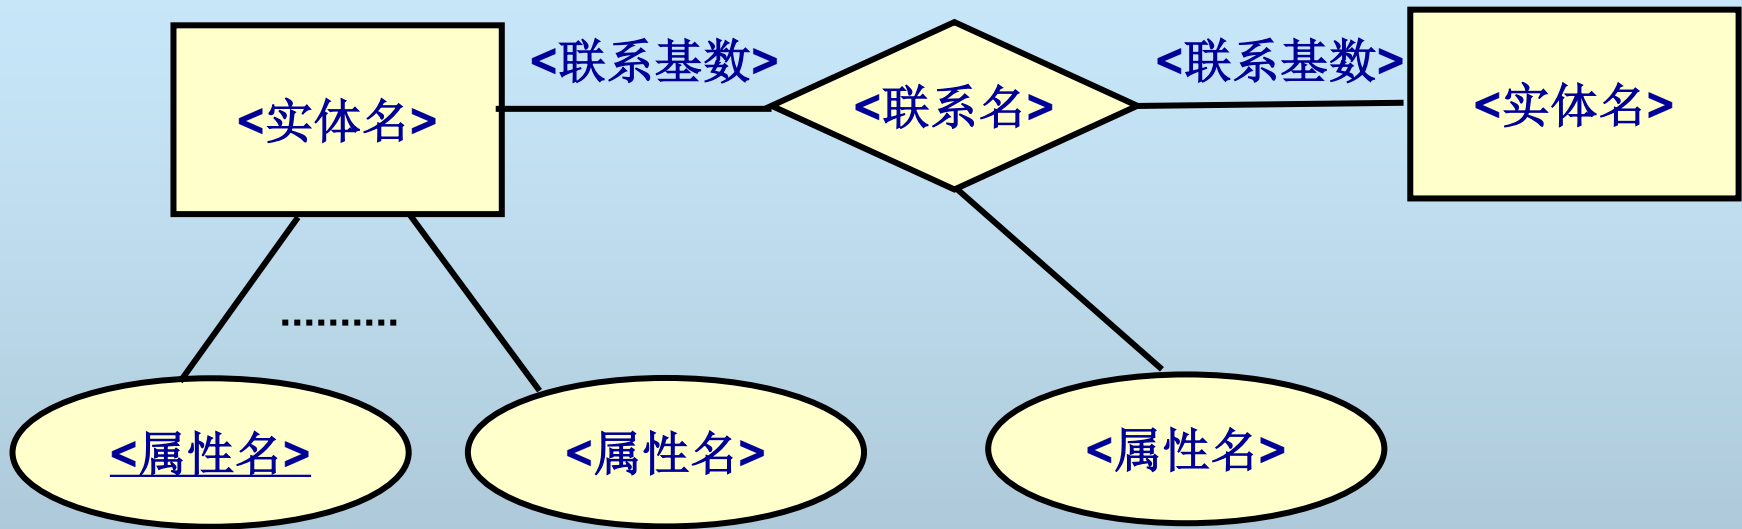 <联系基数>
<联系基数>
<实体名>
<联系名>
<实体名>
..........
<属性名>
<属性名>
<属性名>